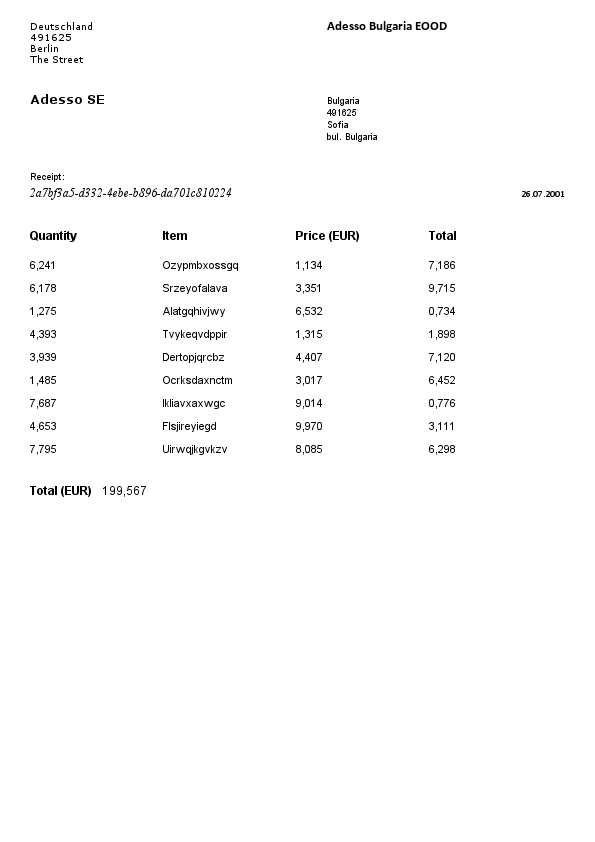 Deutschland
491625
Berlin
The Street
Adesso SE
Adesso Bulgaria EOOD
Bulgaria
491625
Sofia
bul. Bulgaria
Receipt:
2a7bf3a5-d332-4ebe-b896-da701c810224
26.07.2001
Quantity Item Price (EUR) Total
6,241 Ozypmbxossgq 1,134 7,186
6,178 Srzeyofalava 3,351 9,715
1,275 Alatgqhivjwy 6,532 0,734
4,393 Tvykeqvdppir 1,315 1,898
3,939 Dertopjqrcbz 4,407 7,120
1,485 Ocrksdaxnctm 3,017 6,452
7,687 Ikliavxaxwgc 9,014 0,776
4,653 Flsjireyiegd 9,970 3,111
7,795 Uirwqjkgvkzv 8,085 6,298
Total (EUR) 199,567